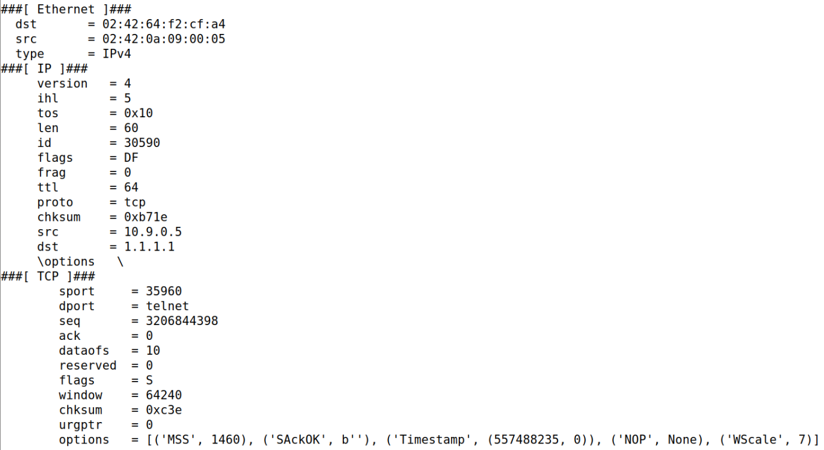 ###[ Ethernet ]###
  dst       = 02:42:64:f2:cf:a4
  src       = 02:42:0a:09:00:05
  type      = IPv4
###[ IP ]###
     version   = 4
     ihl       = 5
     tos       = 0x10
     len       = 60
     id        = 30590
     flags     = DF
     frag      = 0
     ttl       = 64
     proto     = tcp
     chksum    = 0xb71e
     src       = 10.9.0.5
     dst       = 1.1.1.1
     \options   \
###[ TCP ]###
        sport     = 35960
        dport     = telnet
        seq       = 3206844398
        ack       = 0
        dataofs   = 10
        reserved  = 0
        flags     = S
        window    = 64240
        chksum    = 0xc3e
        urgptr    = 0
        options   = [('MSS', 1460), ('SAckOK', b''), ('Timestamp', (557488235, 0)), ('NOP', None), ('WScale', 7)]